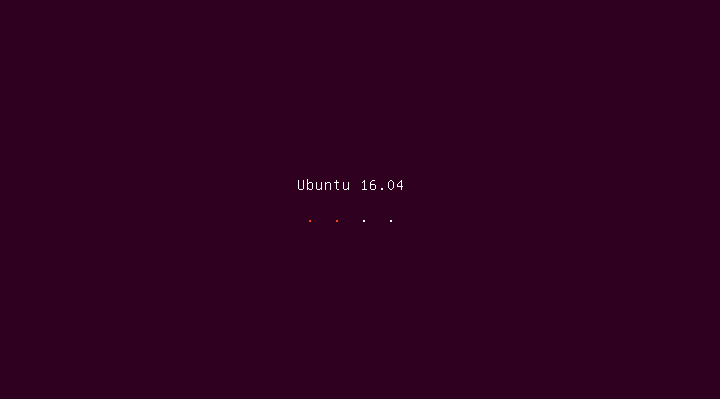 Ubuntu 16.04
. . . .